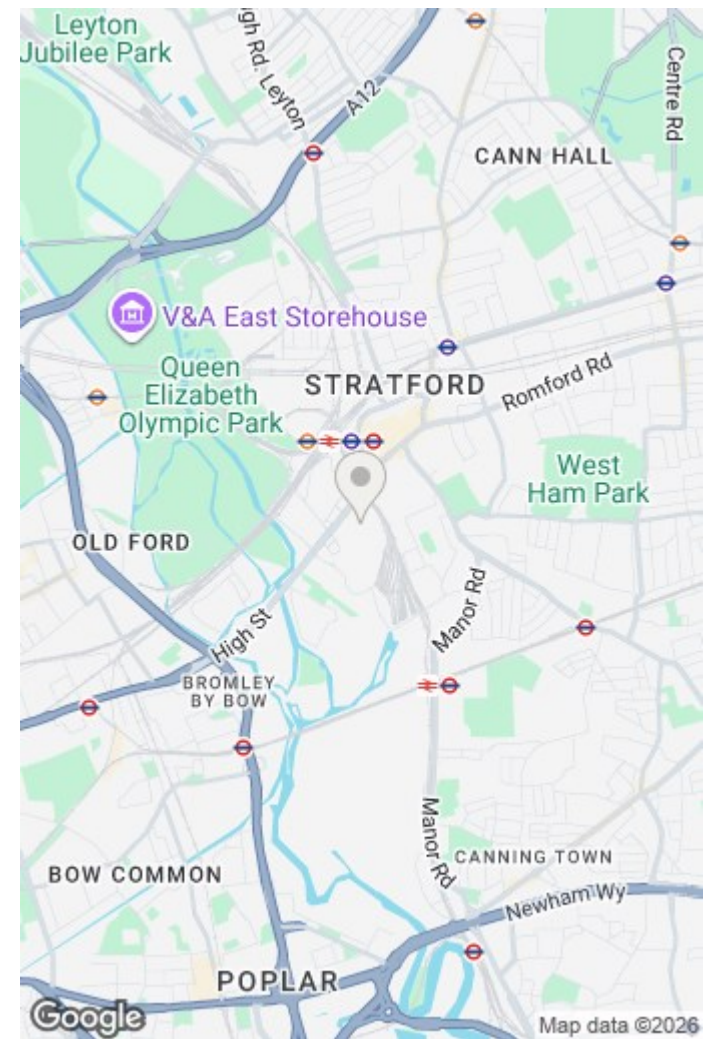 Leyton
Jubilee Park
gh Rd. Leyton
A12
Centre Rd
CANN HALL
V&A East Storehouse
Queen
Elizabeth
Olympic Park
STRATFORD
Romford Rd
West
Ham Park
OLD FORD
High St
Manor Rd
BROMLEY
BY BOW
Manor Rd
CANNING TOWN
BOW COMMON
Newham Wy
POPLAR
Google
Map data ©2026